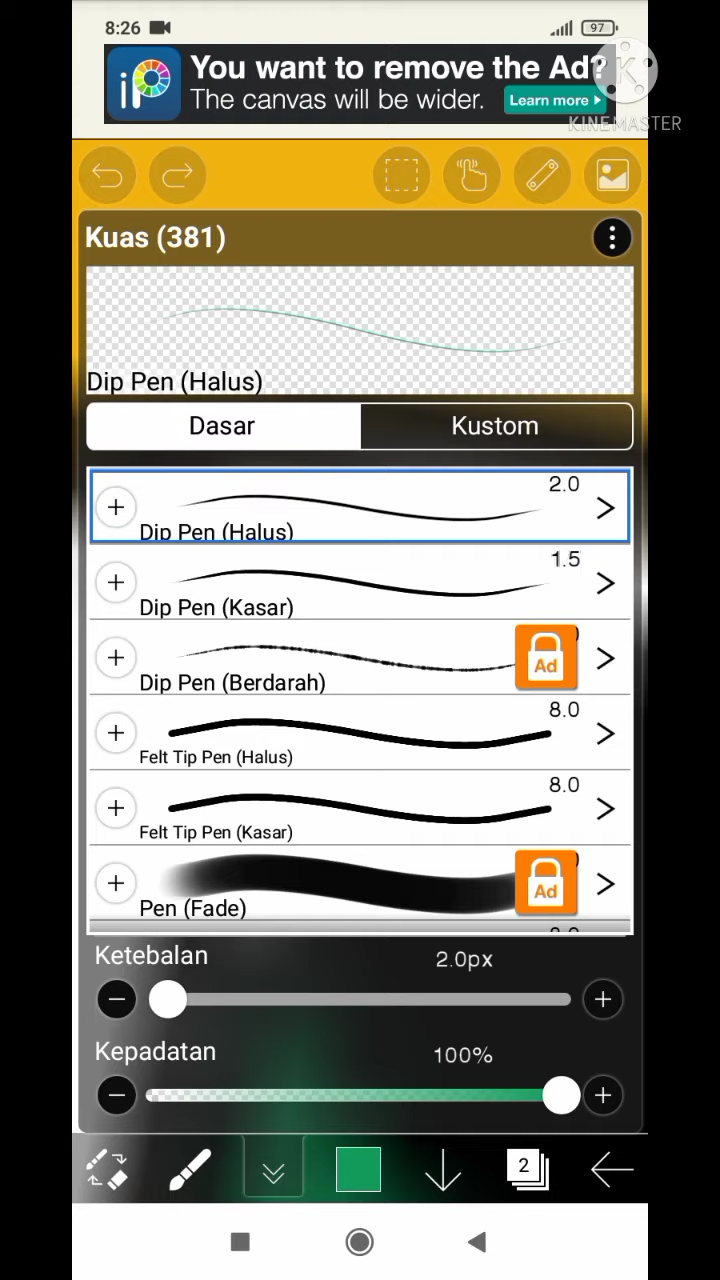 8:26
97
iP
You want to remove the Ad?
The canvas will be wider.
Learn more
K
KINEMASTER
Kuas (381)
Dip Pen (Halus)
Dasar
Kustom
2.0
Dip Pen (Halus)
1.5
Dip Pen (Kasar)
Ad
Dip Pen (Berdarah)
8.0
Felt Tip Pen (Halus)
8.0
Felt Tip Pen (Kasar)
Ad
Pen (Fade)
Ketebalan
2.0px
Kepadatan
100%
2